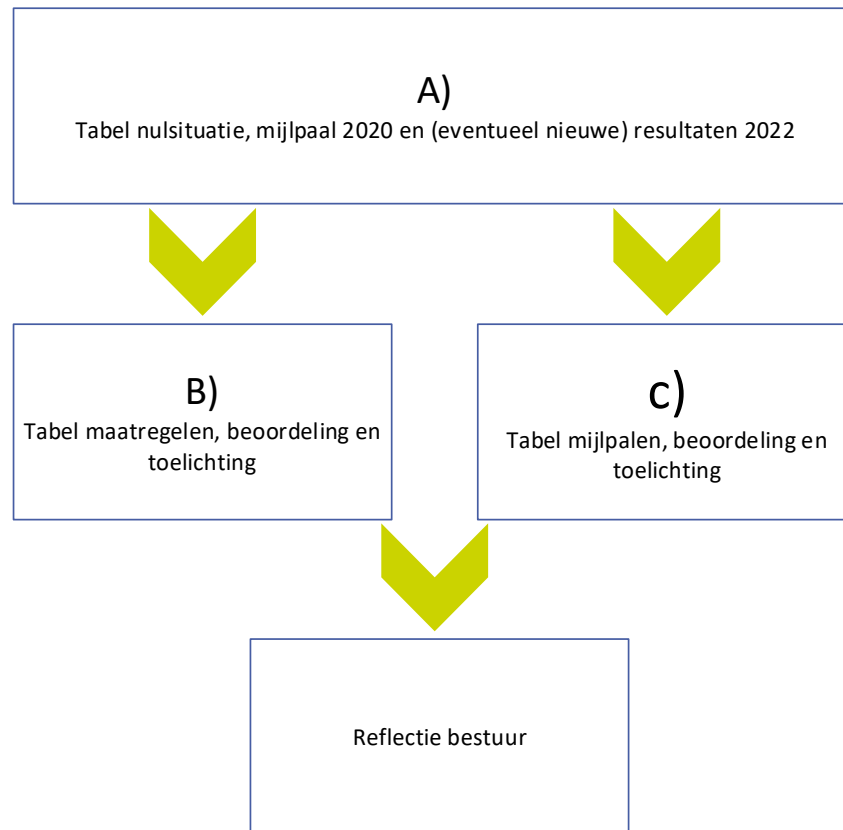 A)
Tabel nulsituatie, mijlpaal 2020 en (eventueel nieuwe) resultaten 2022
B)
Tabel maatregelen, beoordeling en
toelichting
c)
Tabel mijlpalen, beoordeling en
toelichting
Reflectie bestuur